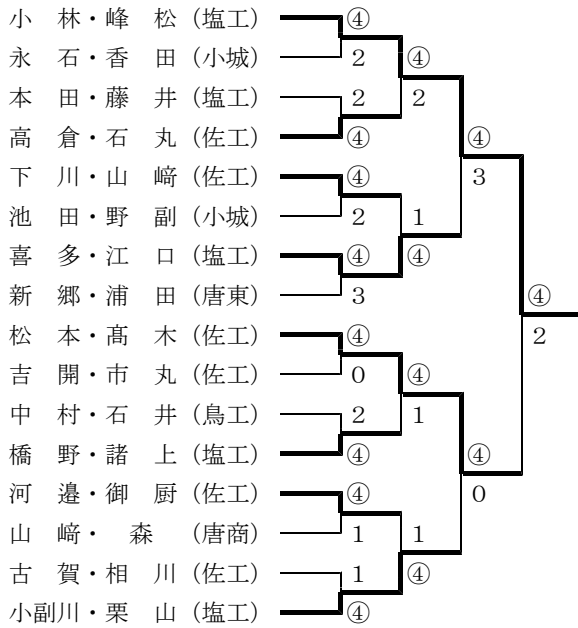 小 林・峰 松 (塩工) ④
永 石・香 田 (小城) 2 ④
本 田・藤 井 (塩工) 2 2
高 倉・石 丸 (佐工) ④ ④
下 川・山 﨑 (佐工) ④ 3
池 田・野 副 (小城) 2 1
喜 多・江 口 (塩工) ④ ④
新 郷・浦 田 (唐東) 3 ④
松 本・髙 木 (佐工) ④ 2
吉 開・市 丸 (佐工) 0 ④
中 村・石 井 (鳥工) 2 1
橋 野・諸 上 (塩工) ④ ④
河 邉・御 厨 (佐工) ④ 0
山 﨑・ 森 (唐商) 1 1
古 賀・相 川 (佐工) 1 ④
小副川・栗 山 (塩工) ④